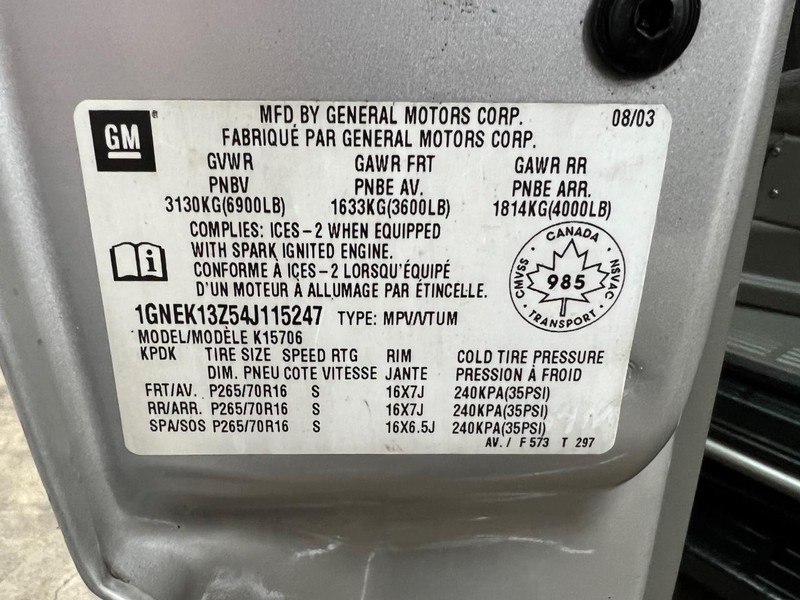 GM
MFD BY GENERAL MOTORS CORP. 08/03
FABRIQUÉ PAR GENERAL MOTORS CORP.
GVWR GAWR FRT GAWR RR
PNBV PNBE AV. PNBE ARR.
3130KG(6900LB) 1633KG(3600LB) 1814KG(4000LB)
COMPLIES: ICES-2 WHEN EQUIPPED
WITH SPARK IGNITED ENGINE.
CONFORME À ICES-2 LORSQU'ÉQUIPÉ
D'UN MOTEUR À ALLUMAGE PAR ÉTINCELLE.
CANADA
CMVSS 985 NSVAC
TRANSPORT
1GNEK13Z54J115247 TYPE: MPV/VTUM
MODEL/MODÈLE K15706
KPDK TIRE SIZE SPEED RTG RIM COLD TIRE PRESSURE
DIM. PNEU COTE VITESSE JANTE PRESSION À FROID
FRT/AV. P265/70R16 S 16X7J 240KPA(35PSI)
RR/ARR. P265/70R16 S 16X7J 240KPA(35PSI)
SPA/SOS P265/70R16 S 16X6.5J 240KPA(35PSI)
AV./ F573 T 297